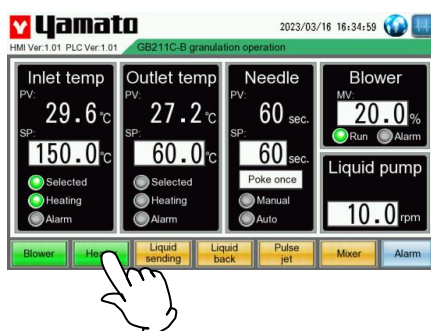 Yamato
2023/03/16 16:34:59
HMI Ver:1.01 PLC Ver:1.01
GB211C-B granulation operation
Inlet temp
PV:
29.6℃
SP:
150.0℃
Selected
Heating
Alarm
Outlet temp
PV:
27.2℃
SP:
60.0℃
Selected
Heating
Alarm
Needle
PV:
60 sec.
SP:
60 sec.
Poke once
Manual
Auto
Blower
MV:
20.0%
Run
Alarm
Liquid pump
10.0 rpm
Blower
Liquid
sending
Liquid
back
Pulse
jet
Mixer
Alarm